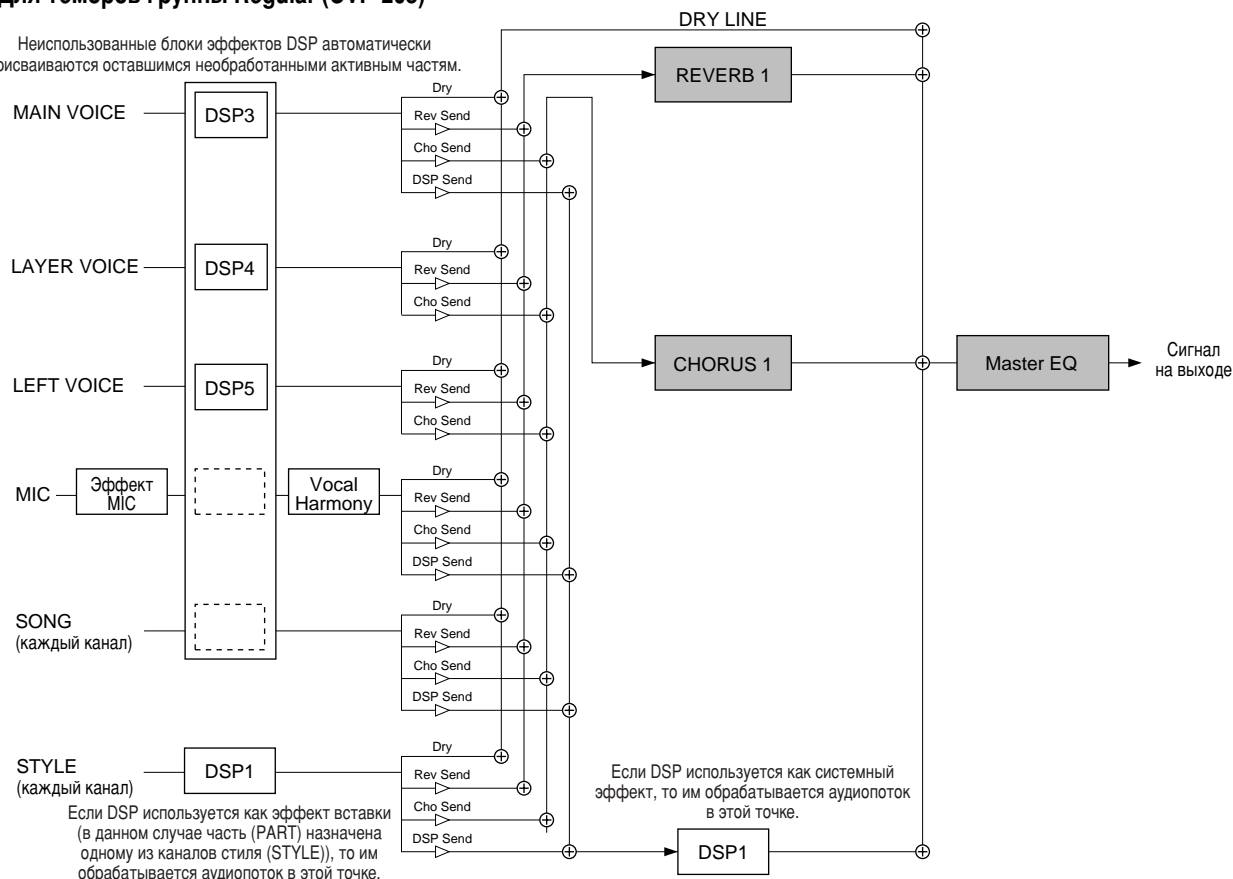 DRY LINE
Неиспользованные блоки эффектов DSP автоматически
оставшимся необработанными активным частям.
MAIN VOICE
DSP3
Dry
Rev Send
Cho Send
DSP Send
REVERB 1
LAYER VOICE
DSP4
Dry
Rev Send
Cho Send
LEFT VOICE
DSP5
Dry
Rev Send
Cho Send
CHORUS 1
Master EQ
Сигнал
на выходе
MIC
Эффект
MIC
Vocal
Harmony
Dry
Rev Send
Cho Send
DSP Send
SONG
(каждый канал)
Dry
Rev Send
Cho Send
DSP Send
STYLE
(каждый канал)
DSP1
Dry
Rev Send
Cho Send
DSP Send
Если DSP используется как эффект вставки
(в данном случае часть (PART) назначена
одному из каналов стиля (STYLE)), то им
обрабатывается аудиопоток в этой точке.
Если DSP используется как системный
эффект, то им обрабатывается аудиопоток
в этой точке.
DSP1